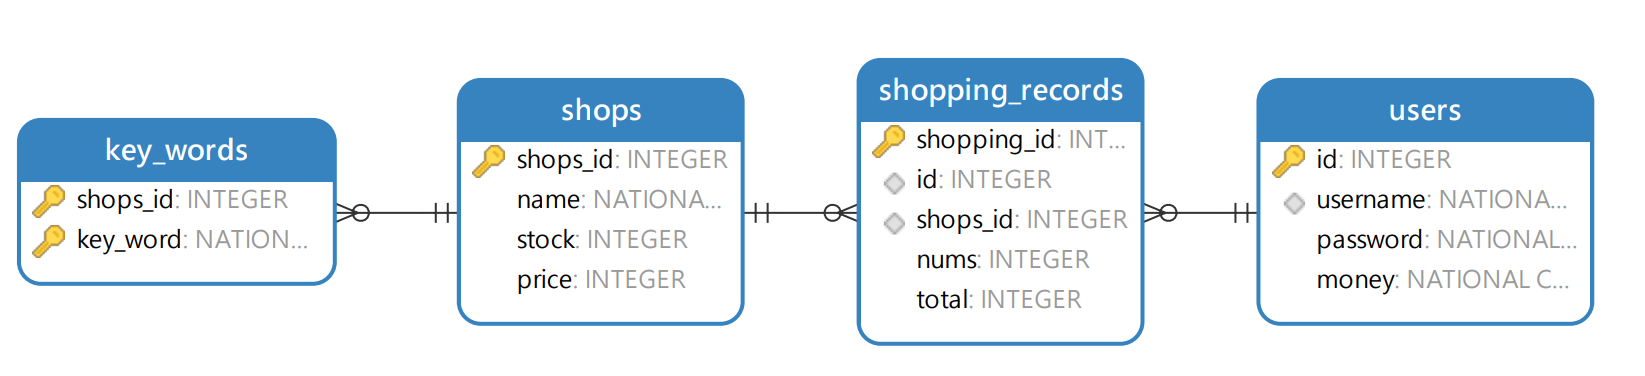 key_words
shops_id: INTEGER
key_word: NATION...
shops
shops_id: INTEGER
name: NATIONA...
stock: INTEGER
price: INTEGER
shopping_records
shopping_id: INT...
id: INTEGER
shops_id: INTEGER
nums: INTEGER
total: INTEGER
users
id: INTEGER
username: NATIONA...
password: NATIONAL...
money: NATIONAL C...